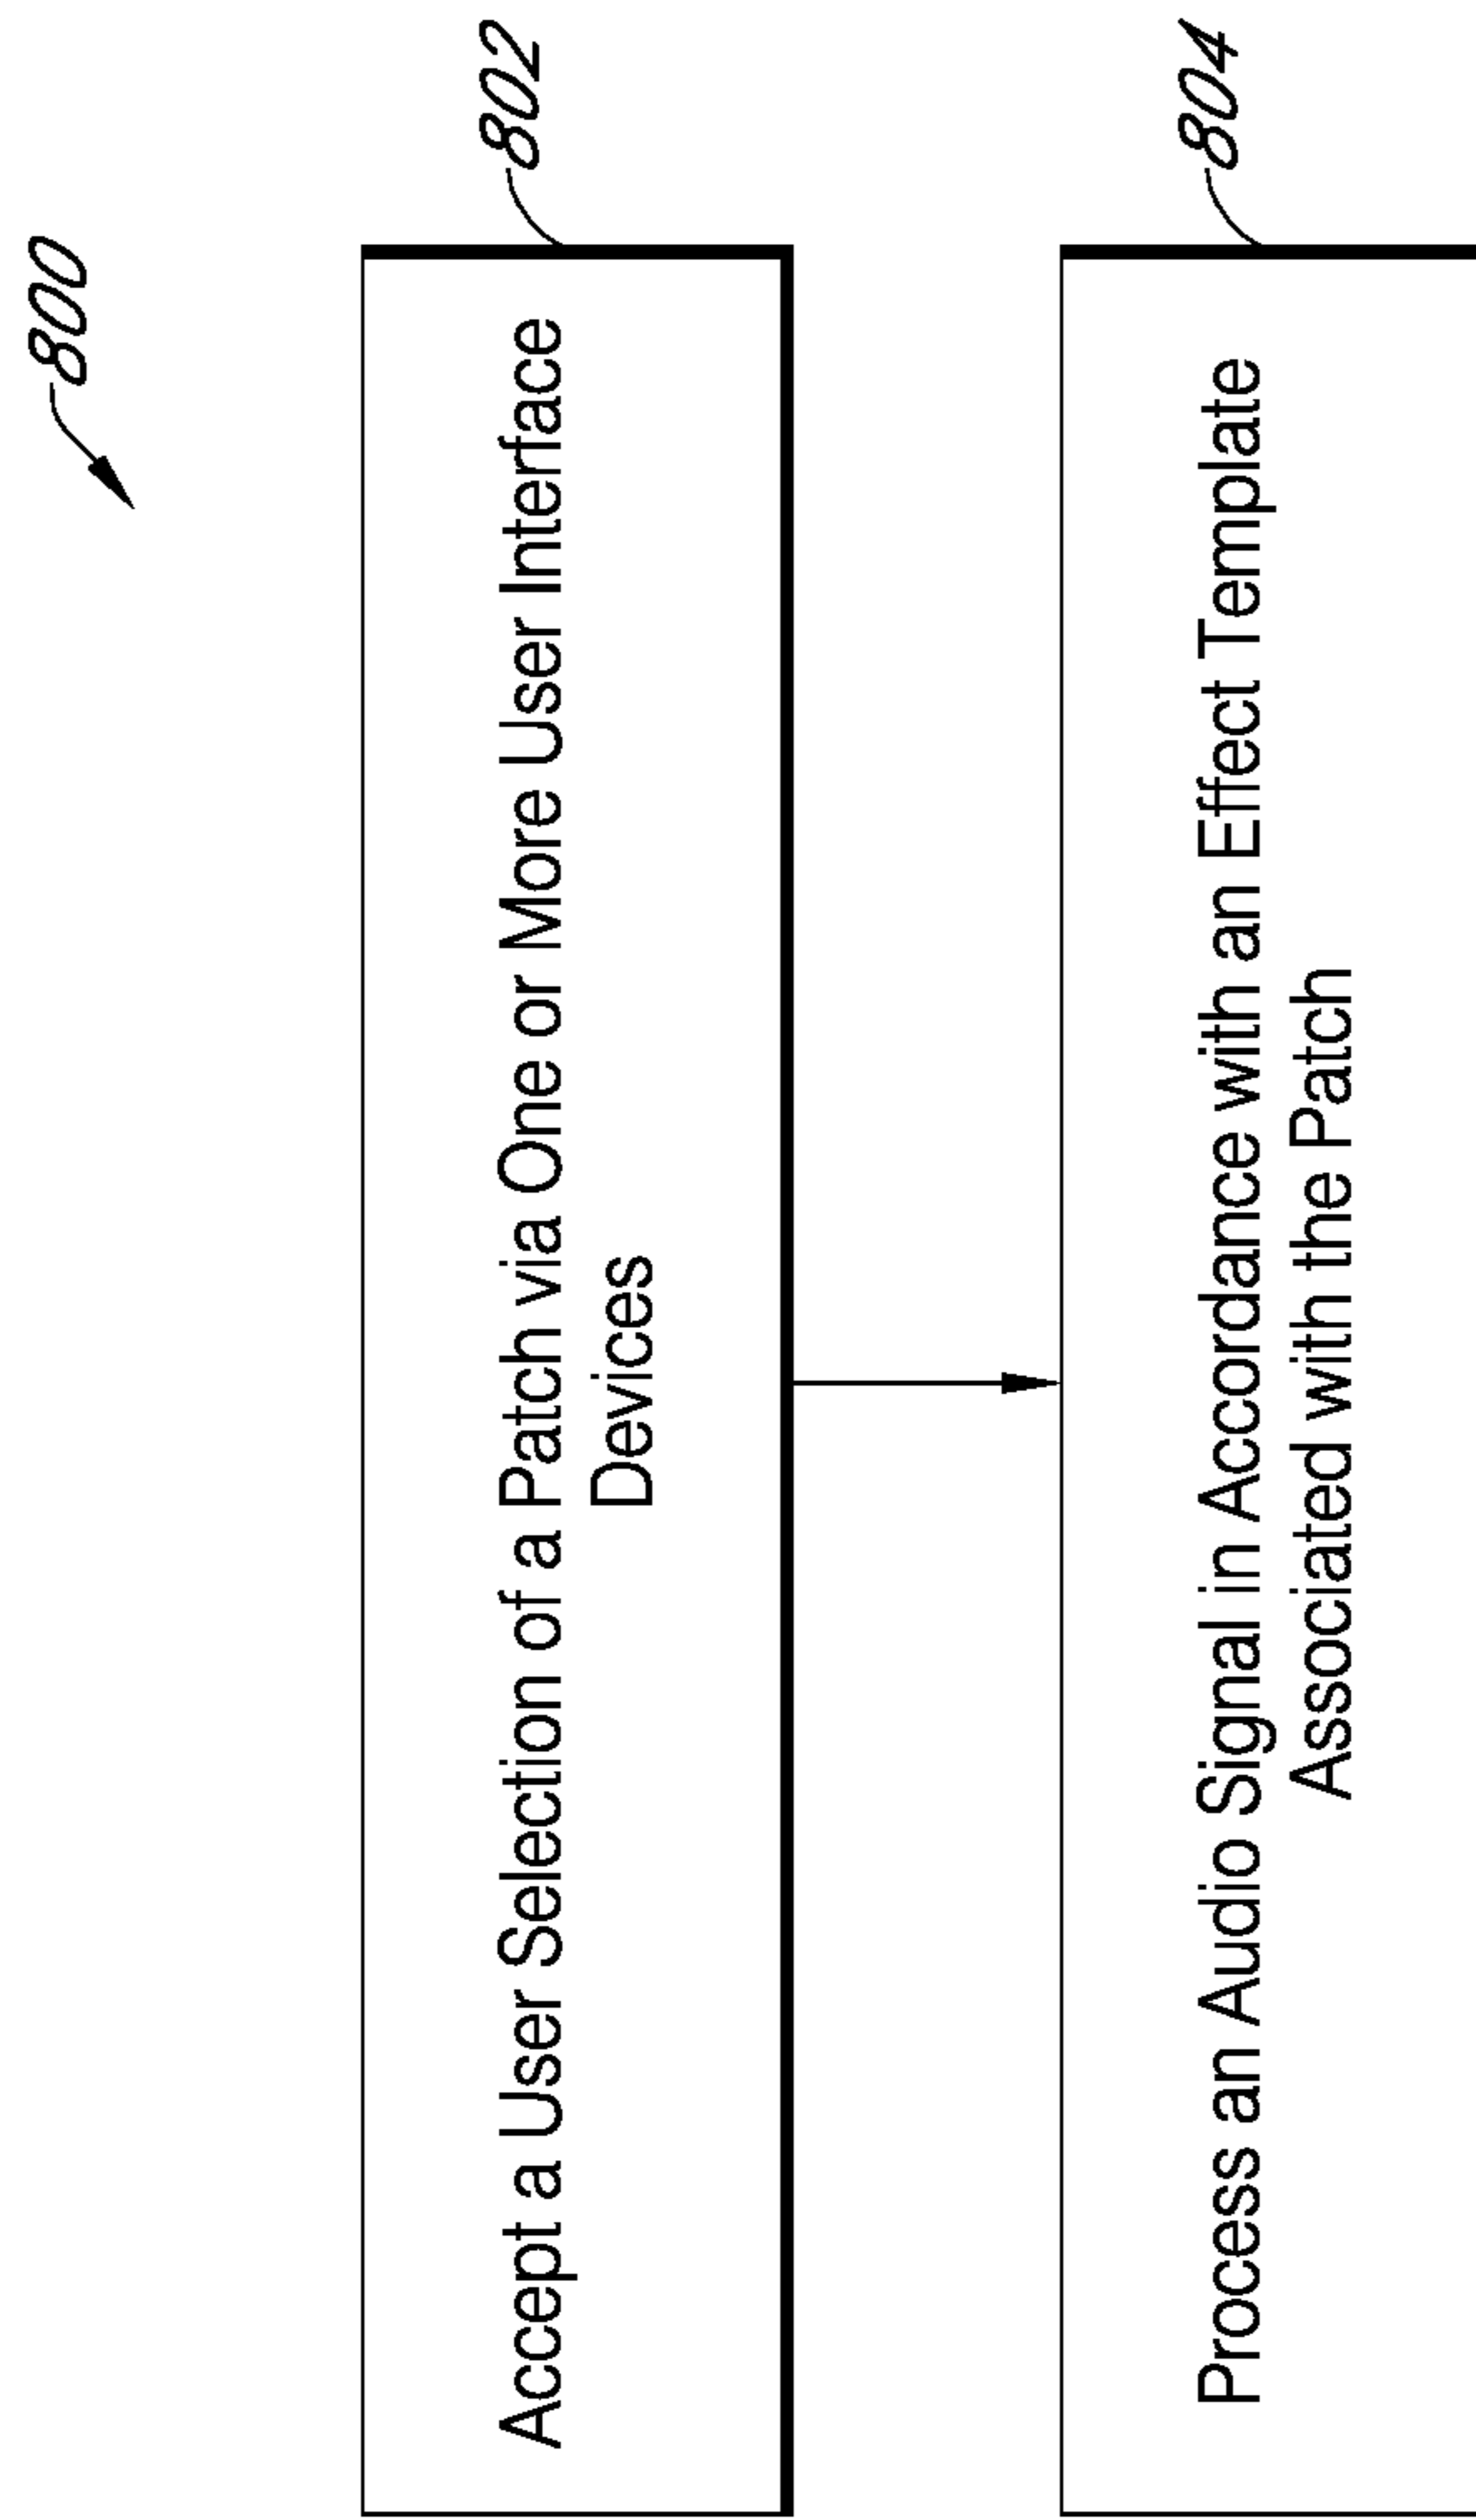 800
802
Accept a User Selection of a Patch via One or More User Interface
Devices
804
Process an Audio Signal in Accordance with an Effect Template
Associated with the Patch